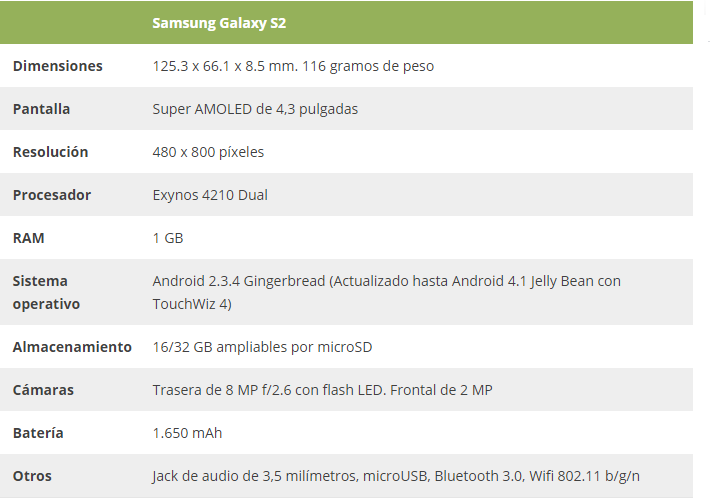 Samsung Galaxy S2
Dimensiones 125.3 x 66.1 x 8.5 mm. 116 gramos de peso
Pantalla Super AMOLED de 4,3 pulgadas
Resolución 480 x 800 píxeles
Procesador Exynos 4210 Dual
RAM 1 GB
Sistema Android 2.3.4 Gingerbread (Actualizado hasta Android 4.1 Jelly Bean con
operativo TouchWiz 4)
Almacenamiento 16/32 GB ampliables por microSD
Cámaras Trasera de 8 MP f/2.6 con flash LED. Frontal de 2 MP
Batería 1.650 mAh
Otros Jack de audio de 3,5 milímetros, microUSB, Bluetooth 3.0, Wifi 802.11 b/g/n